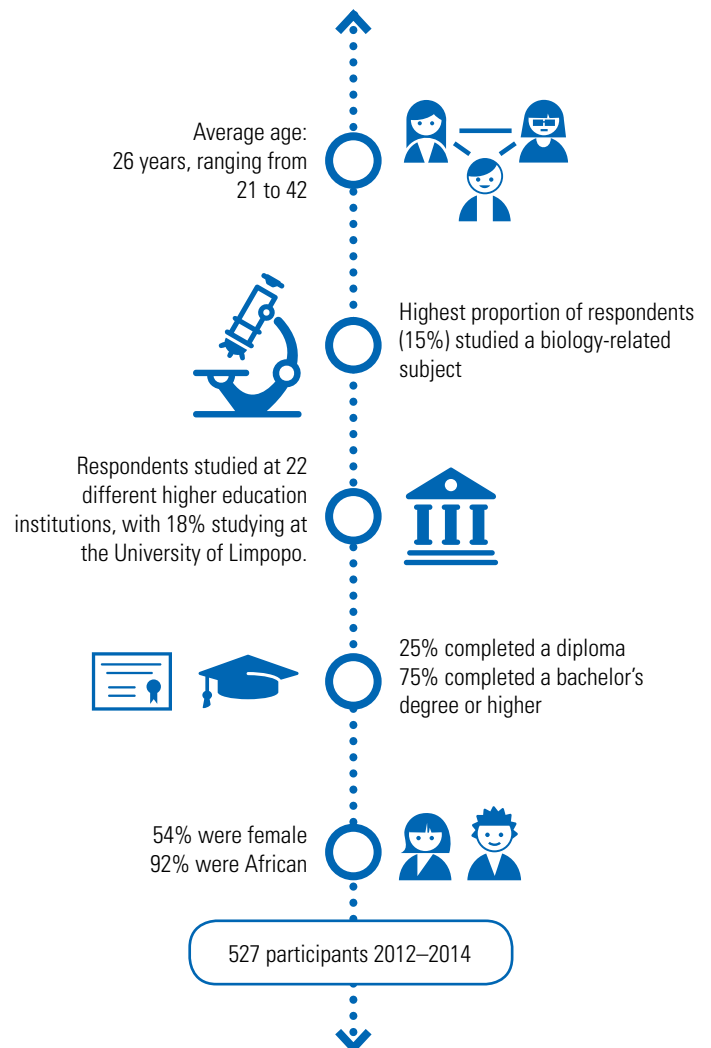 Average age:
26 years, ranging from
21 to 42
Highest proportion of respondents
(15%) studied a biology-related
subject
Respondents studied at 22
different higher education
institutions, with 18% studying at
the University of Limpopo.
25% completed a diploma
75% completed a bachelor’s
degree or higher
54% were female
92% were African
527 participants 2012–2014